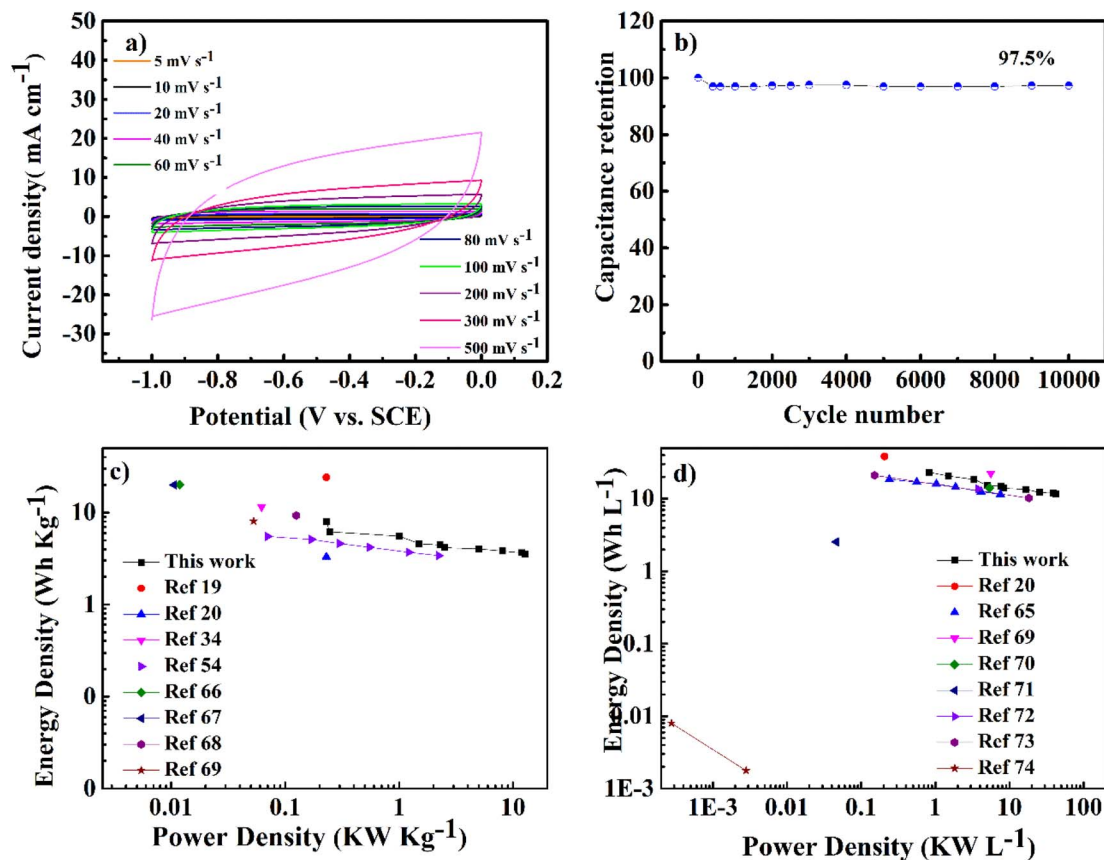 a)
50
40
30
20
10
0
-10
-20
-30
Current density( mA cm-1)
5 mV s-1
10 mV s-1
20 mV s-1
40 mV s-1
60 mV s-1
80 mV s-1
100 mV s-1
200 mV s-1
300 mV s-1
500 mV s-1
-1.0 -0.8 -0.6 -0.4 -0.2 0.0 0.2
Potential (V vs. SCE)
b)
97.5%
120
100
80
60
40
20
0
Capacitance retention
0 2000 4000 6000 8000 10000
Cycle number
c)
10
1
0
0
Energy Density (Wh Kg-1)
This work
Ref 19
Ref 20
Ref 34
Ref 54
Ref 66
Ref 67
Ref 68
Ref 69
0.01 0.1 1 10
Power Density (KW Kg-1)
d)
10
1
0.1
0.01
1E-3
Energy Density (Wh L-1)
This work
Ref 20
Ref 65
Ref 69
Ref 70
Ref 71
Ref 72
Ref 73
Ref 74
1E-3 0.01 0.1 1 10 100
Power Density (KW L-1)